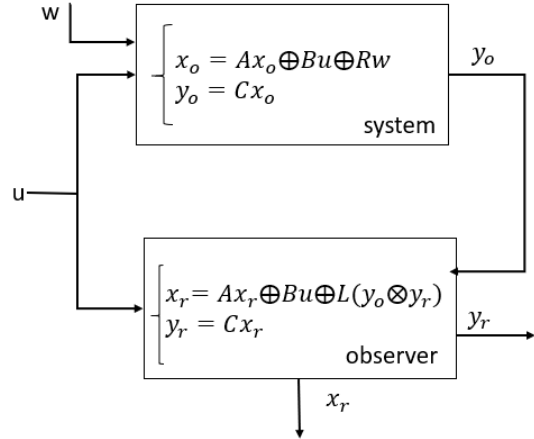 w
x_o = Ax_o⊕Bu⊕Rw
y_o = Cx_o
system
y_o
u
x_r= Ax_r⊕Bu⊕L(y_o⊗y_r)
y_r = Cx_r
observer
y_r
x_r